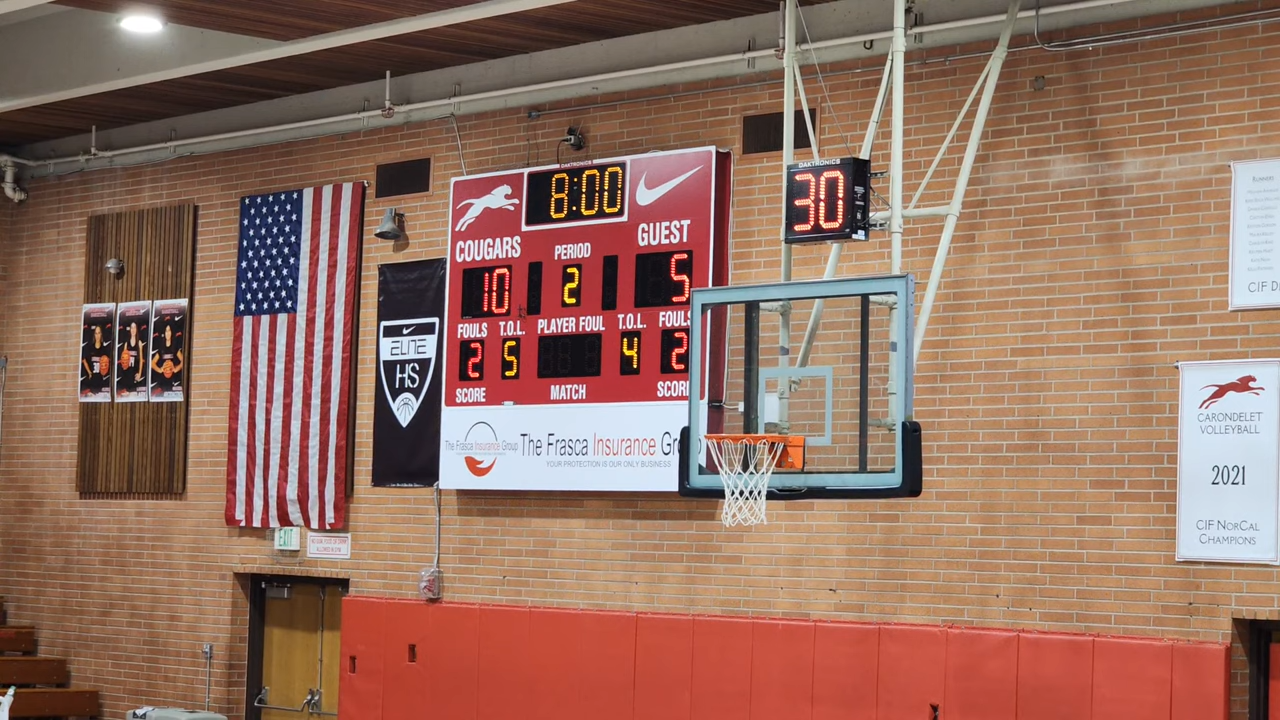 DAKTRONICS
8:00
COUGARS
GUEST
PERIOD
10
2
5
FOULS
T.O.L.
PLAYER FOUL
T.O.L.
FOULS
2
5
4
2
SCORE
MATCH
SCORE
The Frasca Insurance Group
The Frasca Insurance Gro
YOUR PROTECTION IS OUR ONLY BUSINESS
DAKTRONICS
30
ELITE
HS
EXIT
CIF D
CARONDELET
VOLLEYBALL
2021
CIF NORCAL
CHAMPIONS